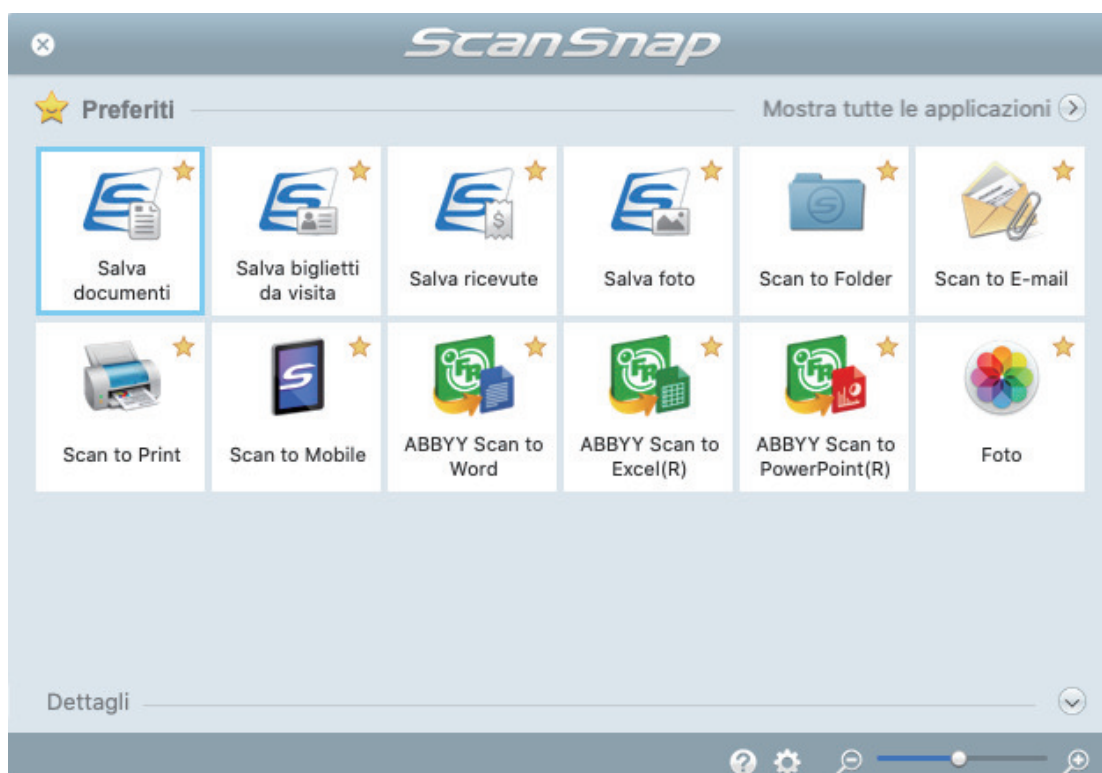 ScanSnap
Preferiti
Mostra tutte le applicazioni
Salva
documenti
Salva biglietti
da visita
Salva ricevute
Salva foto
Scan to Folder
Scan to E-mail
Scan to Print
Scan to Mobile
ABBYY Scan to
Word
ABBYY Scan to
Excel(R)
ABBYY Scan to
PowerPoint(R)
Foto
Dettagli